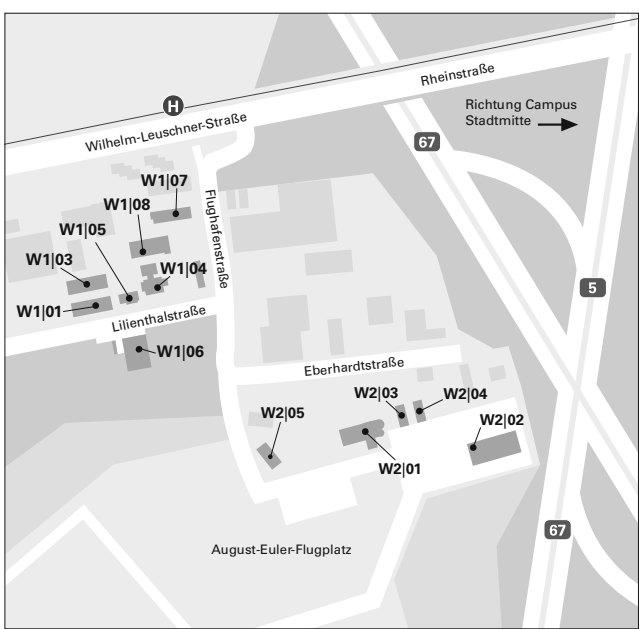 Rheinstraße
Richtung Campus
Stadtmitte
H
Wilhelm-Leuschner-Straße
67
W1|07
Flughafenstraße
W1|08
W1|05
W1|03
W1|04
5
W1|01
Lilienthalstraße
W1|06
Eberhardtstraße
W2|03
W2|04
W2|05
W2|02
W2|01
67
August-Euler-Flugplatz